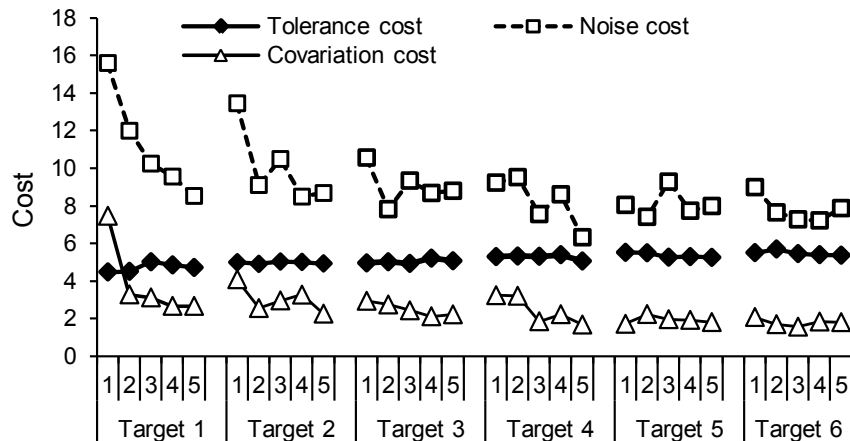 18
16
14
12
10
8
6
4
2
0
Cost
Tolerance cost
Noise cost
Covariation cost
1 2 3 4 5 1 2 3 4 5 1 2 3 4 5 1 2 3 4 5 1 2 3 4 5 1 2 3 4 5
Target 1 Target 2 Target 3 Target 4 Target 5 Target 6